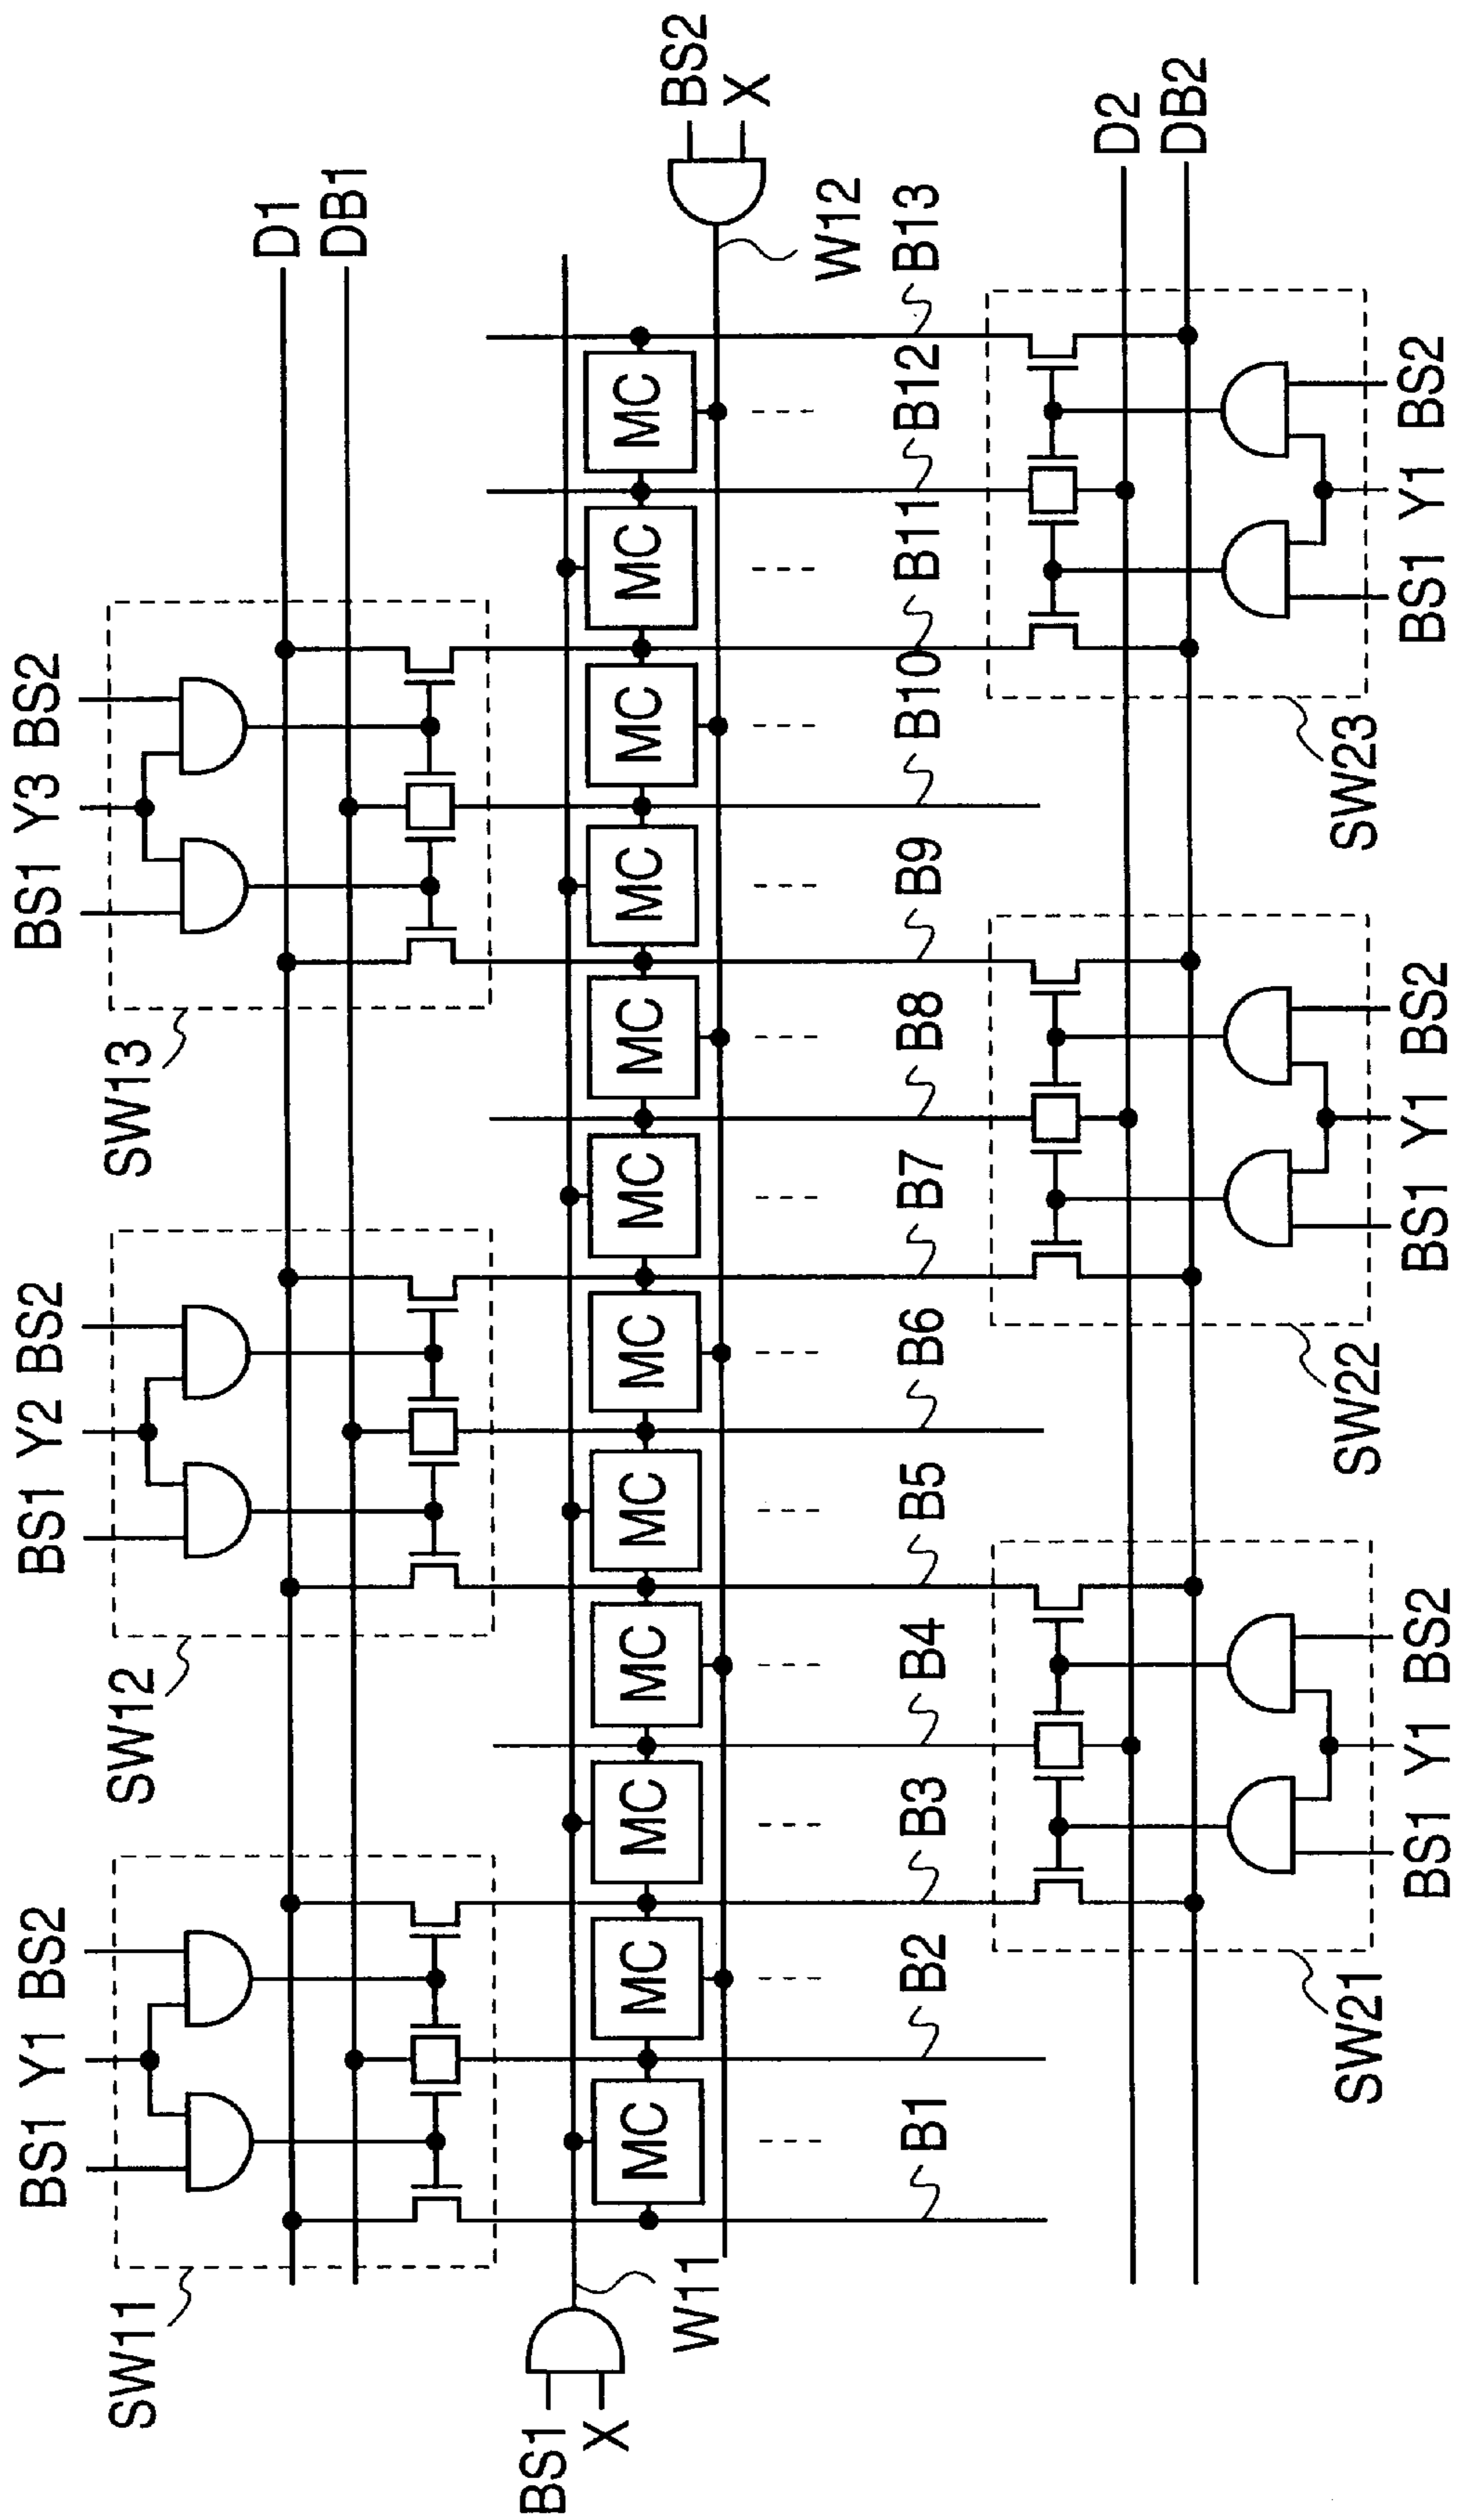 BS1 Y1 BS2
BS1 Y2 BS2
BS1 Y3 BS2
SW11
SW12
SW13
D1
DB1
BS1
X
W11
MC MC MC MC MC MC MC MC MC MC MC MC
BS2
X
W12
B1 B2 B3 B4 B5 B6 B7 B8 B9 B10 B11 B12 B13
D2
DB2
SW21
SW22
SW23
BS1 Y1 BS2
BS1 Y1 BS2
BS1 Y1 BS2